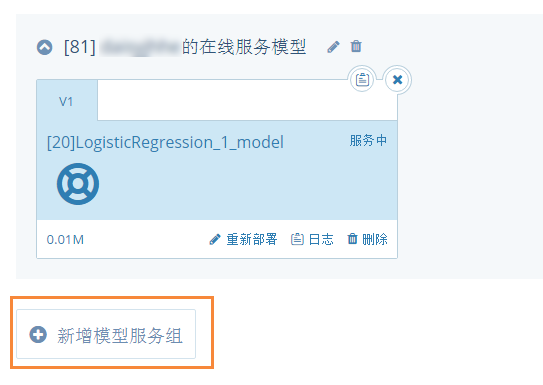 [81] 的在线服务模型
V1
[20]LogisticRegression_1_model 服务中
0.01M 重新部署 日志 删除
新增模型服务组